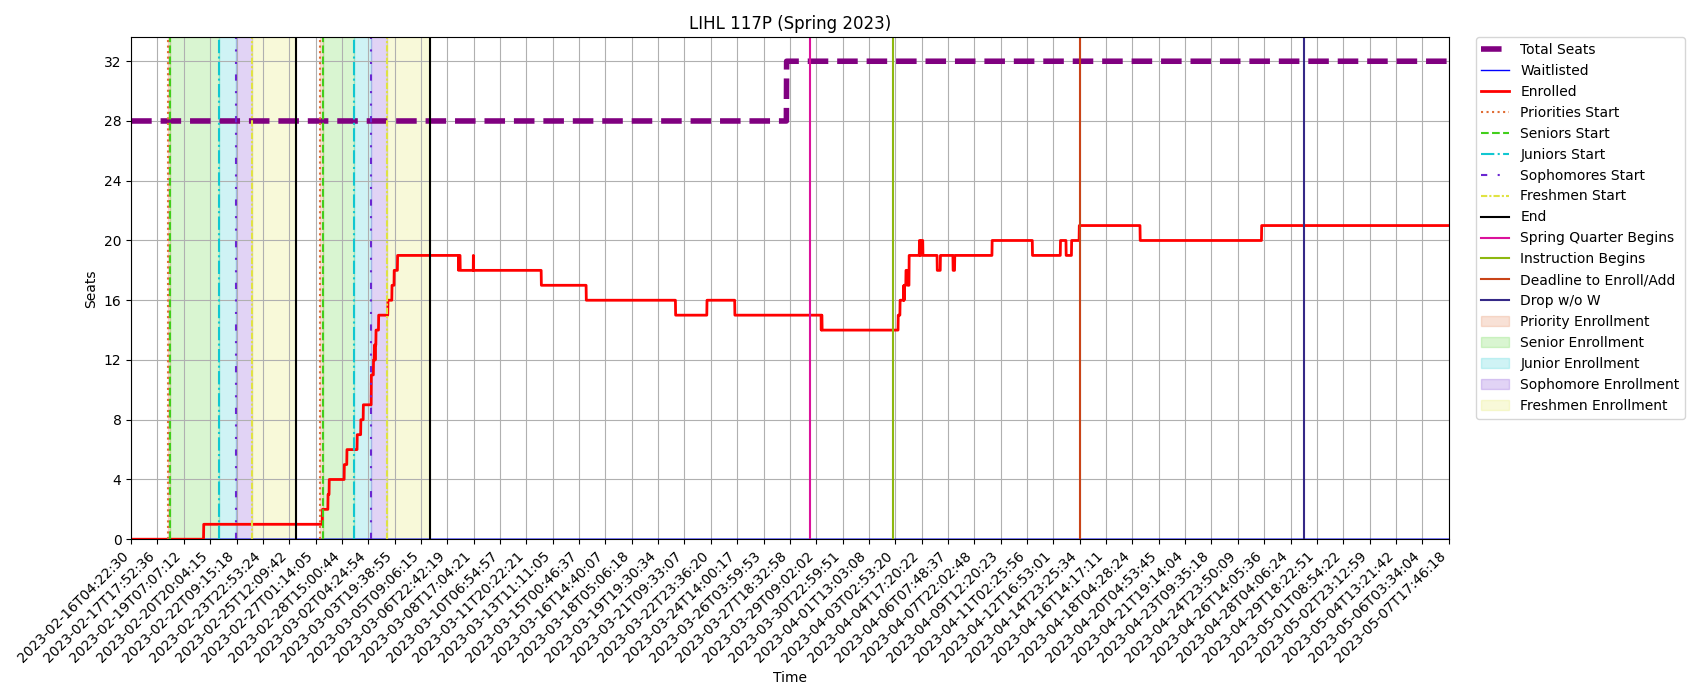 LIHL 117P (Spring 2023)
Seats
32
28
24
20
16
12
8
4
0
2023-02-16T04:22:30
2023-02-17T17:52:36
2023-02-19T07:07:12
2023-02-20T20:04:15
2023-02-22T09:15:18
2023-02-23T22:53:24
2023-02-25T12:09:42
2023-02-27T01:14:05
2023-02-28T15:00:44
2023-03-02T04:24:54
2023-03-03T19:38:55
2023-03-05T09:06:15
2023-03-06T22:42:19
2023-03-08T17:04:21
2023-03-10T06:54:57
2023-03-11T20:22:21
2023-03-13T11:11:05
2023-03-15T00:46:37
2023-03-16T14:40:07
2023-03-18T05:06:18
2023-03-19T19:30:34
2023-03-21T09:33:07
2023-03-22T23:36:20
2023-03-24T14:00:17
2023-03-26T03:59:53
2023-03-27T18:32:58
2023-03-29T09:02:02
2023-03-30T22:59:51
2023-04-01T13:03:08
2023-04-03T02:53:20
2023-04-04T17:20:22
2023-04-06T07:48:37
2023-04-07T22:02:48
2023-04-09T12:20:23
2023-04-11T02:25:56
2023-04-12T16:53:01
2023-04-14T23:25:34
2023-04-16T14:17:11
2023-04-18T04:28:24
2023-04-20T04:53:45
2023-04-21T19:14:04
2023-04-23T09:35:18
2023-04-24T23:50:09
2023-04-26T14:05:36
2023-04-28T04:06:24
2023-04-29T18:22:51
2023-05-01T08:54:22
2023-05-02T23:12:59
2023-05-04T13:21:42
2023-05-06T03:34:04
2023-05-07T17:46:18
Time
Total Seats
Waitlisted
Enrolled
Priorities Start
Seniors Start
Juniors Start
Sophomores Start
Freshmen Start
End
Spring Quarter Begins
Instruction Begins
Deadline to Enroll/Add
Drop w/o W
Priority Enrollment
Senior Enrollment
Junior Enrollment
Sophomore Enrollment
Freshmen Enrollment